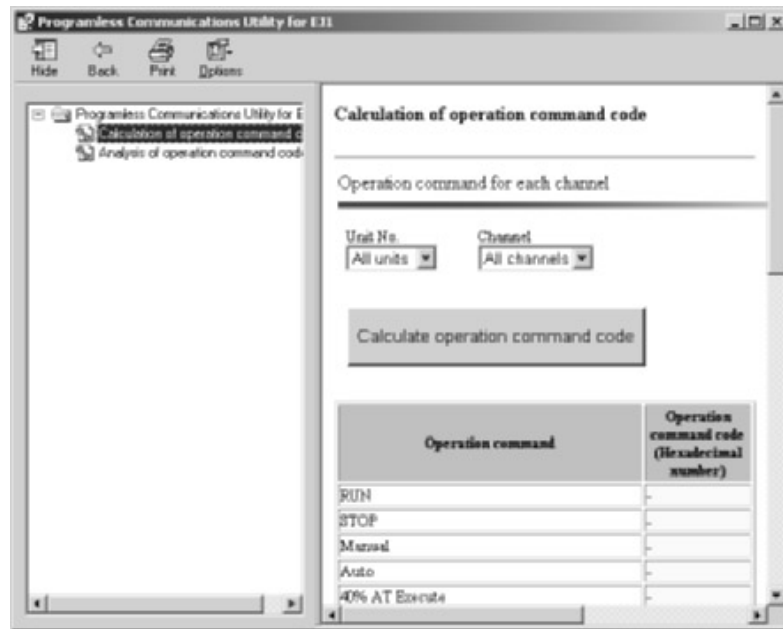 Programless Communications Utility for EJ1
Hide Back Print Options
Programless Communications Utility for E
Calculation of operation command c
Analysis of operation command code
Calculation of operation command code
Operation command for each channel
Unit No. Channel
All units All channels
Calculate operation command code
Operation command
Operation
command code
(Hexadecimal
number)
RUN -
STOP -
Manual -
Auto -
40% AT Execute -